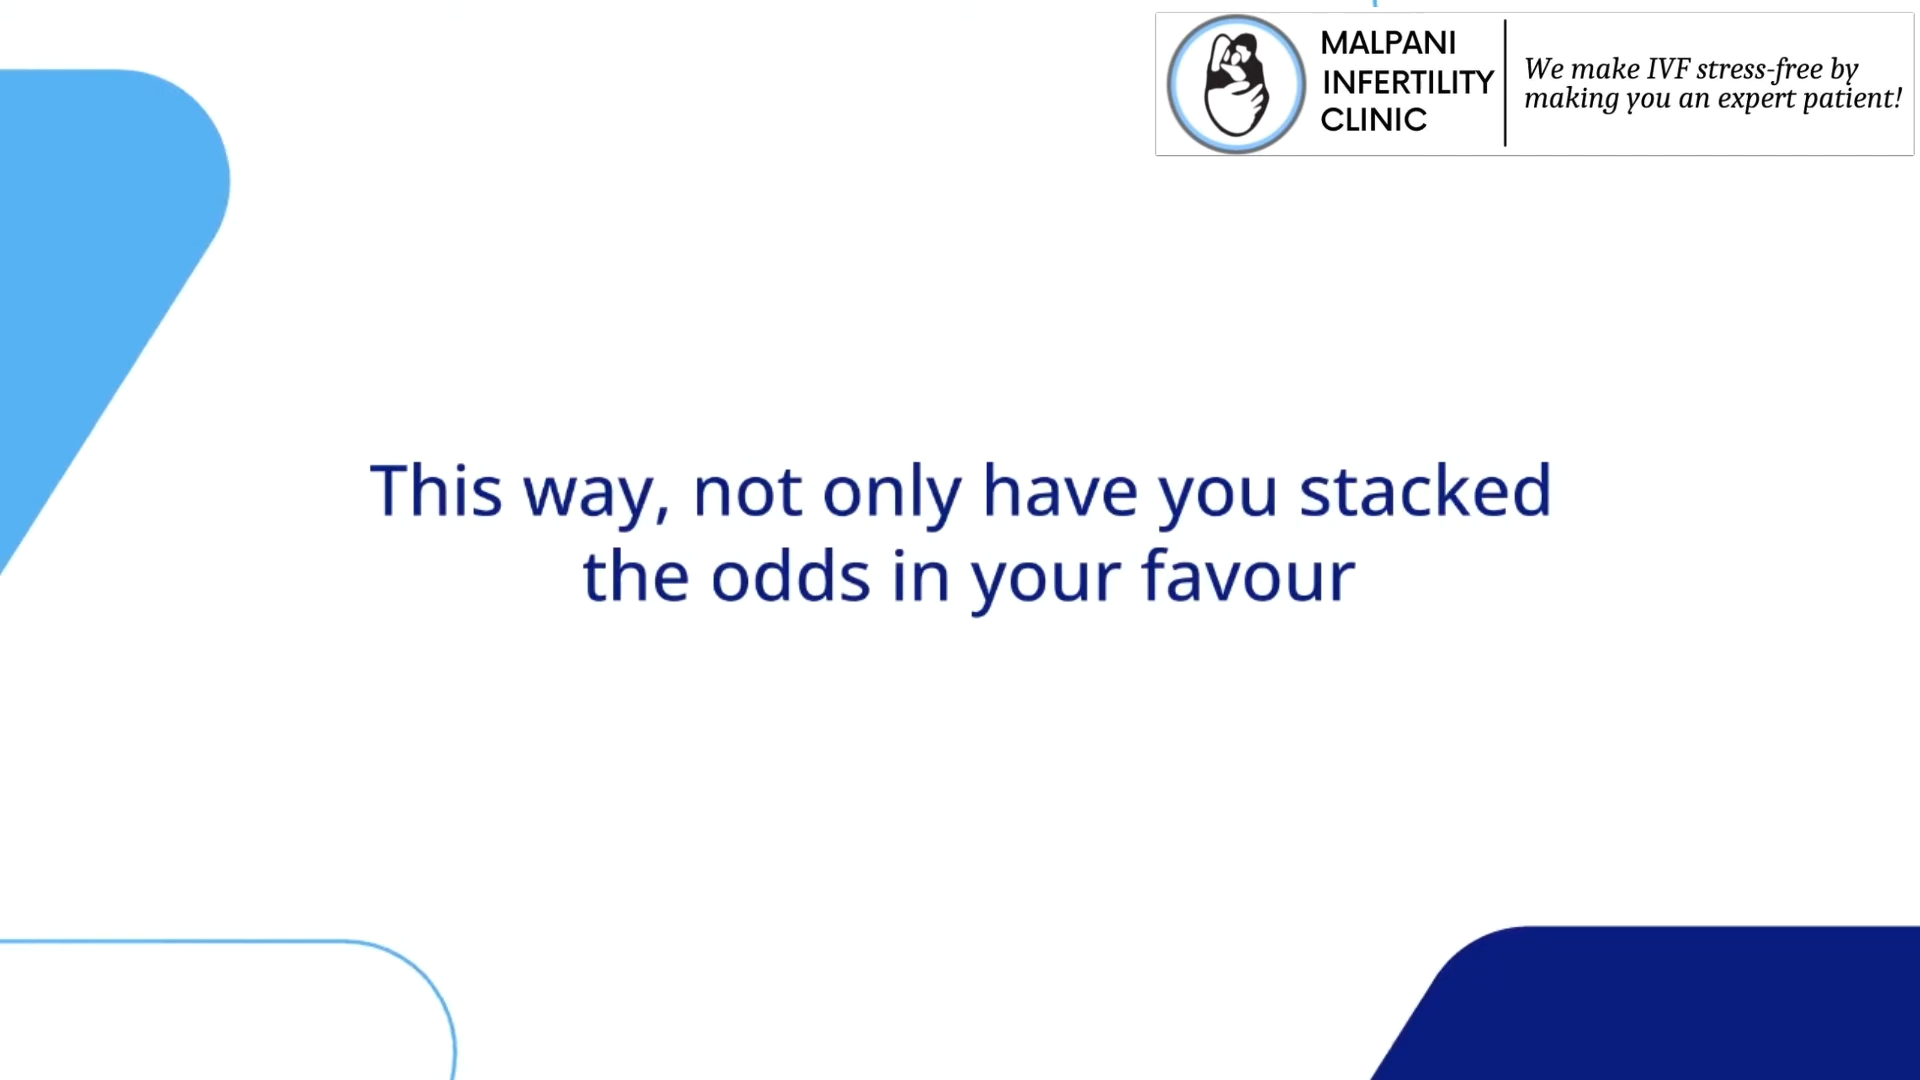 MALPANI
INFERTILITY
CLINIC
We make IVF stress-free by
making you an expert patient!
This way, not only have you stacked
the odds in your favour